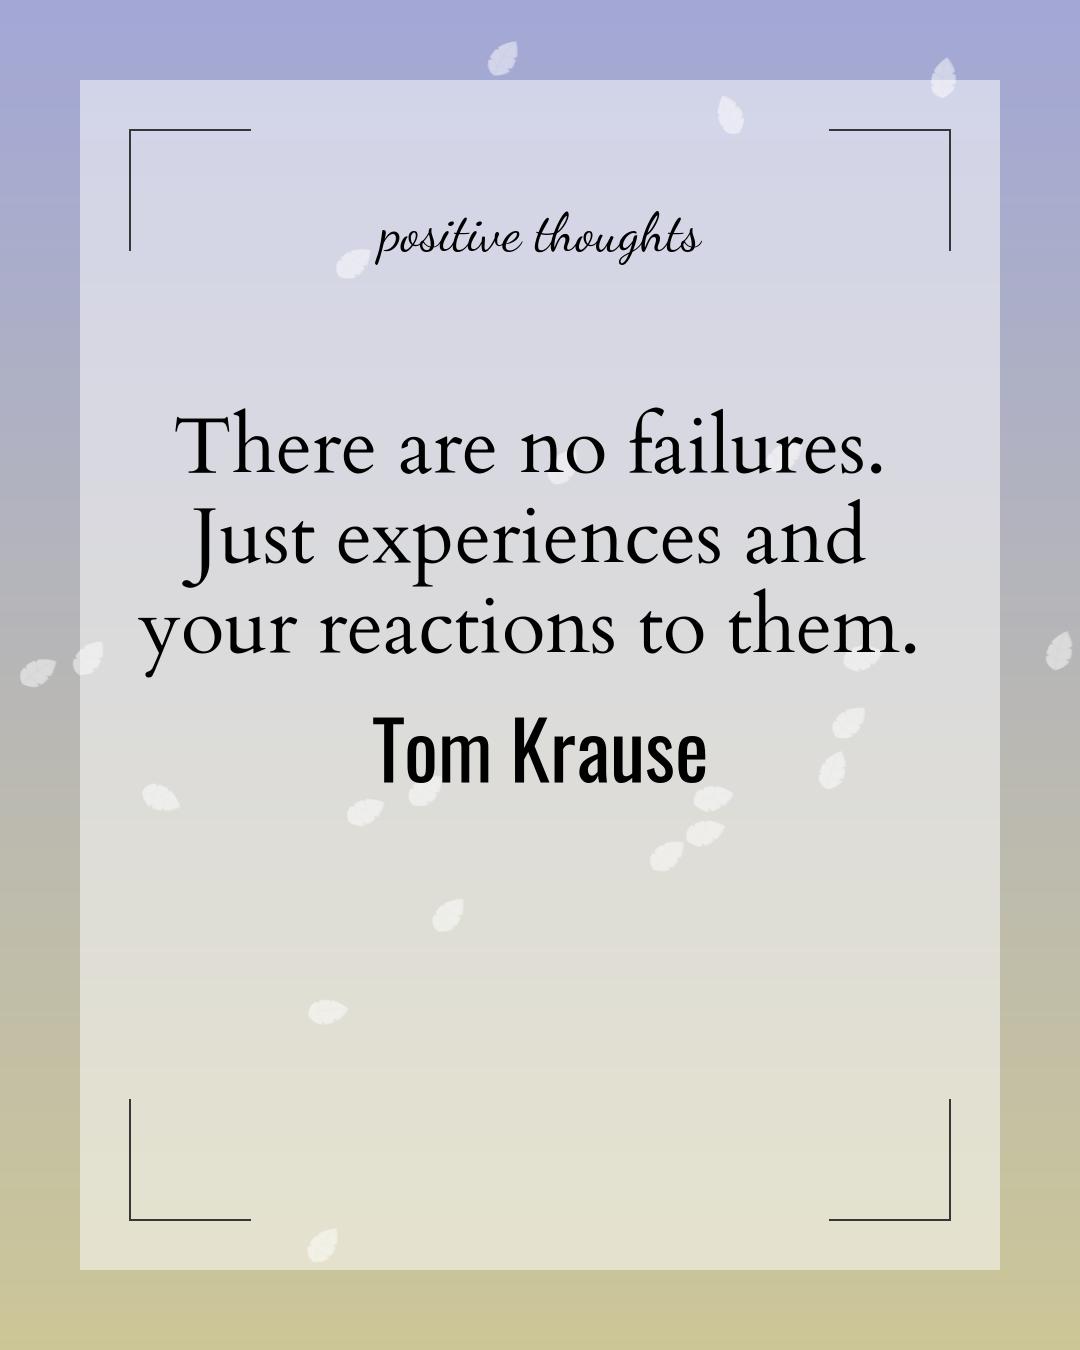 positive thoughts
There are no failures.
Just experiences and
your reactions to them.
Tom Krause